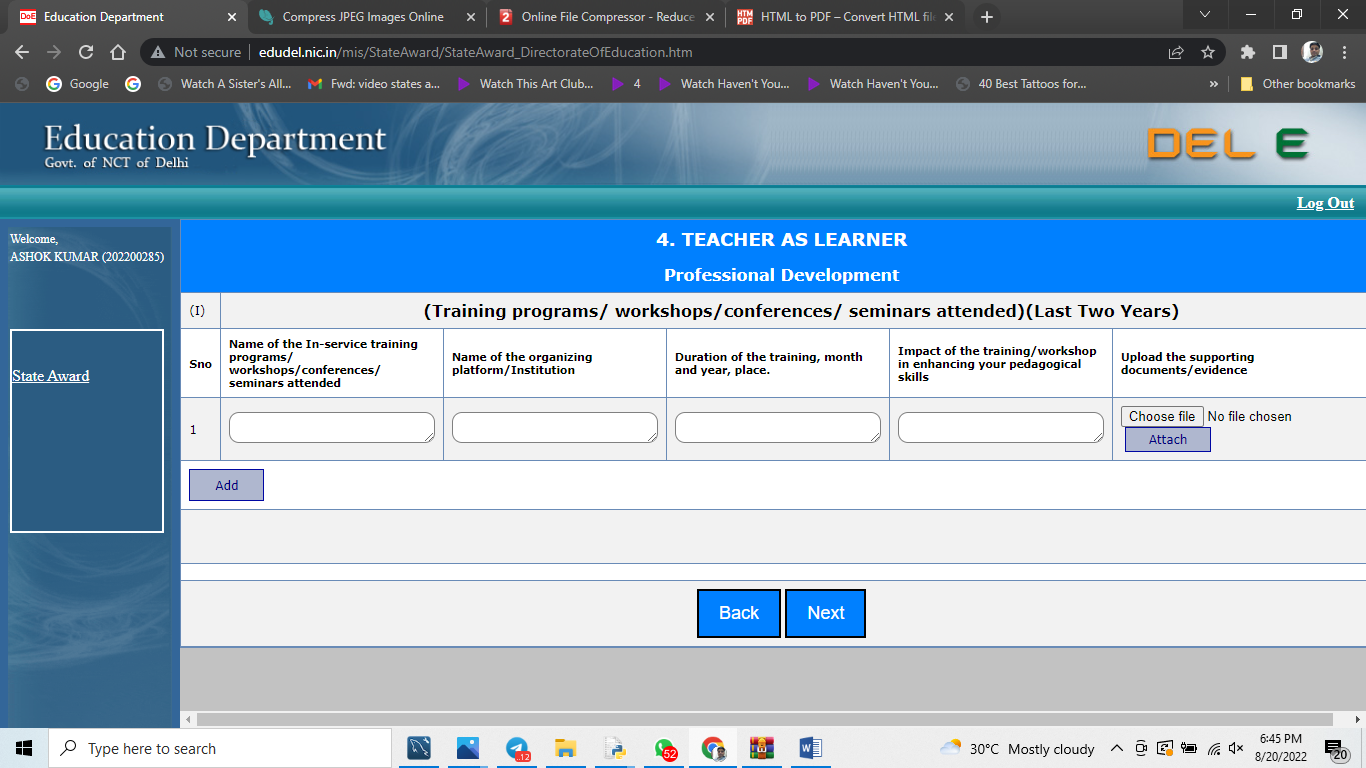 Education Department
Compress JPEG Images Online
Online File Compressor - Reduce
HTML to PDF – Convert HTML fil
Not secure
edudel.nic.in/mis/StateAward/StateAward_DirectorateOfEducation.htm
Google
Watch A Sister's All...
Fwd: video states a...
Watch This Art Club...
4
Watch Haven't You...
Watch Haven't You...
40 Best Tattoos for...
»
Other bookmarks
Education Department
Govt. of NCT of Delhi
DEL E
Log Out
Welcome,
ASHOK KUMAR (202200285)
State Award
4. TEACHER AS LEARNER
Professional Development
(I)
(Training programs/ workshops/conferences/ seminars attended)(Last Two Years)
Sno
Name of the In-service training
programs/
workshops/conferences/
seminars attended
Name of the organizing
platform/Institution
Duration of the training, month
and year, place.
Impact of the training/workshop
in enhancing your pedagogical
skills
Upload the supporting
documents/evidence
1
Choose file No file chosen
Attach
Add
Back
Next
Type here to search
.12
52
30°C Mostly cloudy
6:45 PM
8/20/2022
20